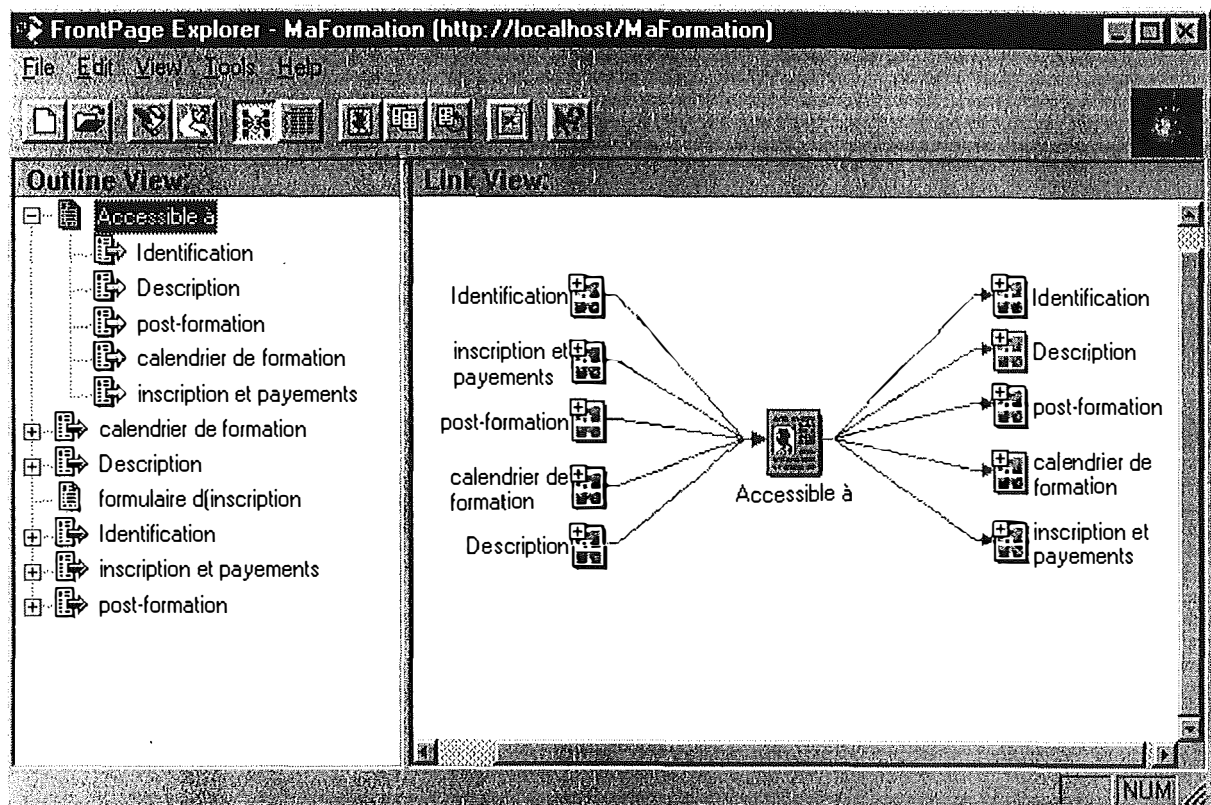 FrontPage Explorer - MaFormation (http://localhost/MaFormation)
File Edit View Tools Help
Outline View:
Accessible à
Identification
Description
post-formation
calendrier de formation
inscription et payements
calendrier de formation
Description
formulaire d(inscription
Identification
inscription et payements
post-formation
Link View:
Identification
inscription et
payements
post-formation
calendrier de
formation
Description
Accessible à
Identification
Description
post-formation
calendrier de
formation
inscription et
payements
NUM